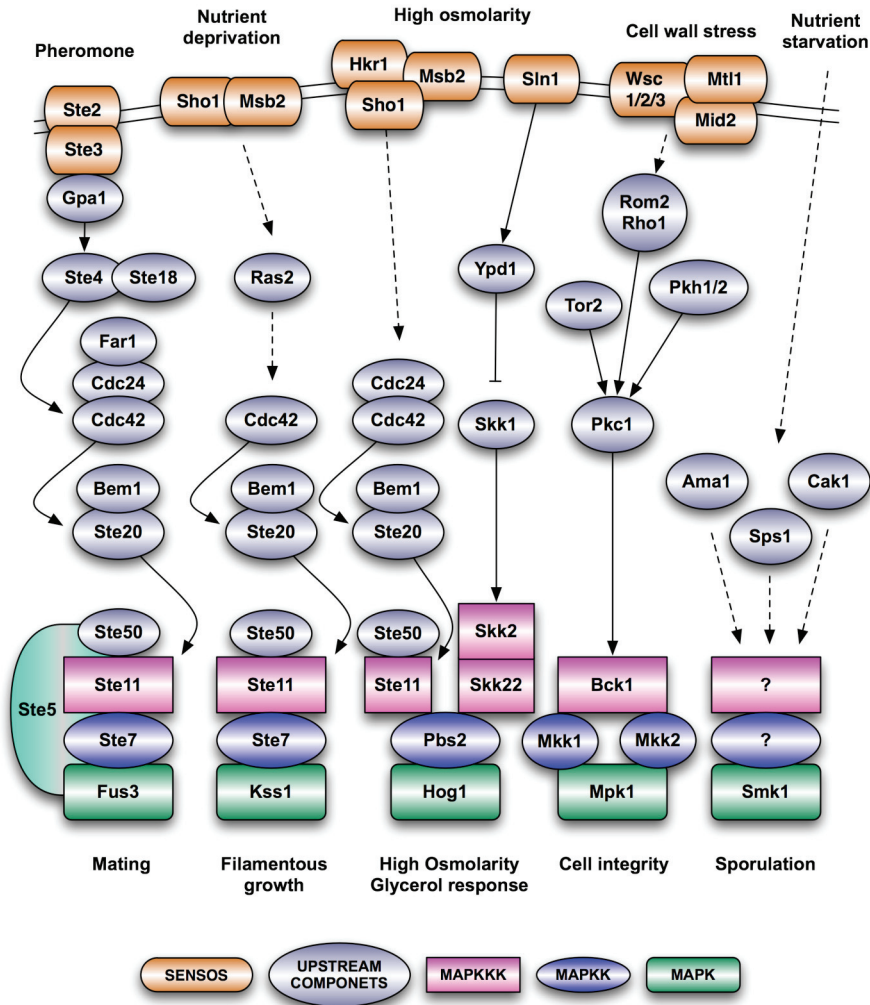 Pheromone
Nutrient
deprivation
High osmolarity
Cell wall stress
Nutrient
starvation
Ste2
Ste3
Sho1
Msb2
Hkr1
Msb2
Sho1
Sln1
Wsc
1/2/3
Mtl1
Mid2
Gpa1
Ste4
Ste18
Ras2
Ypd1
Rom2
Rho1
Tor2
Pkh1/2
Far1
Cdc24
Cdc42
Cdc42
Cdc24
Cdc42
Skk1
Pkc1
Bem1
Ste20
Bem1
Ste20
Bem1
Ste20
Ama1
Cak1
Sps1
Ste5
Ste50
Ste11
Ste7
Fus3
Ste50
Ste11
Ste7
Kss1
Ste50
Ste11
Skk2
Skk22
Pbs2
Hog1
Bck1
Mkk1
Mkk2
Mpk1
?
?
Smk1
Mating
Filamentous
growth
High Osmolarity
Glycerol response
Cell integrity
Sporulation
SENSOS
UPSTREAM
COMPONETS
MAPKKK
MAPKK
MAPK